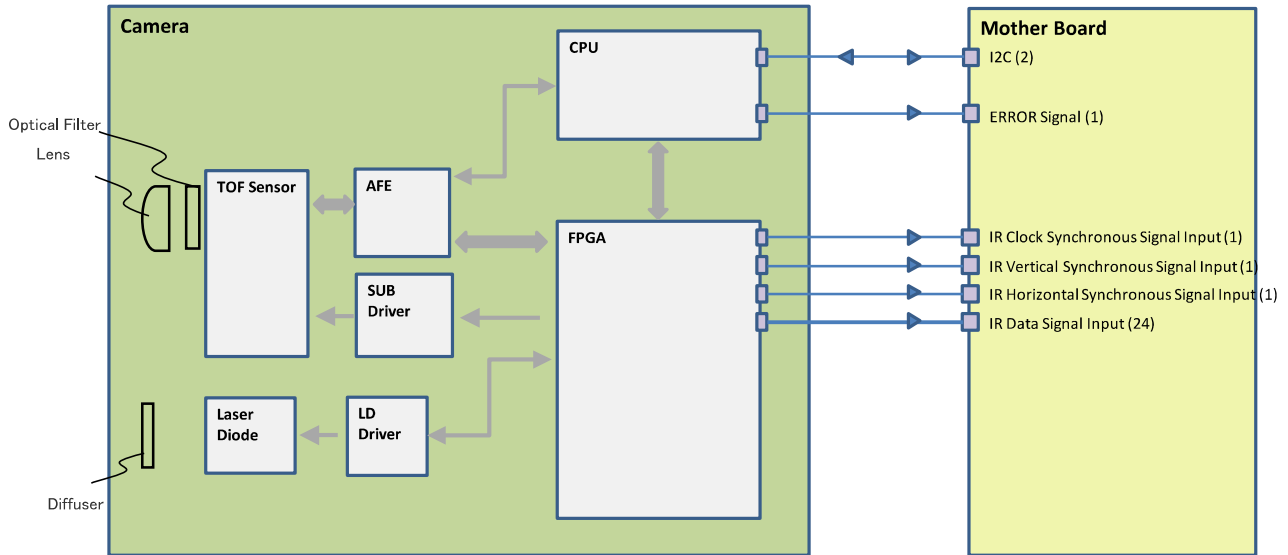 Camera
Mother Board
CPU
I2C (2)
ERROR Signal (1)
Optical Filter
Lens
TOF Sensor
AFE
FPGA
IR Clock Synchronous Signal Input (1)
IR Vertical Synchronous Signal Input (1)
IR Horizontal Synchronous Signal Input (1)
IR Data Signal Input (24)
SUB
Driver
Laser
Diode
LD
Driver
Diffuser